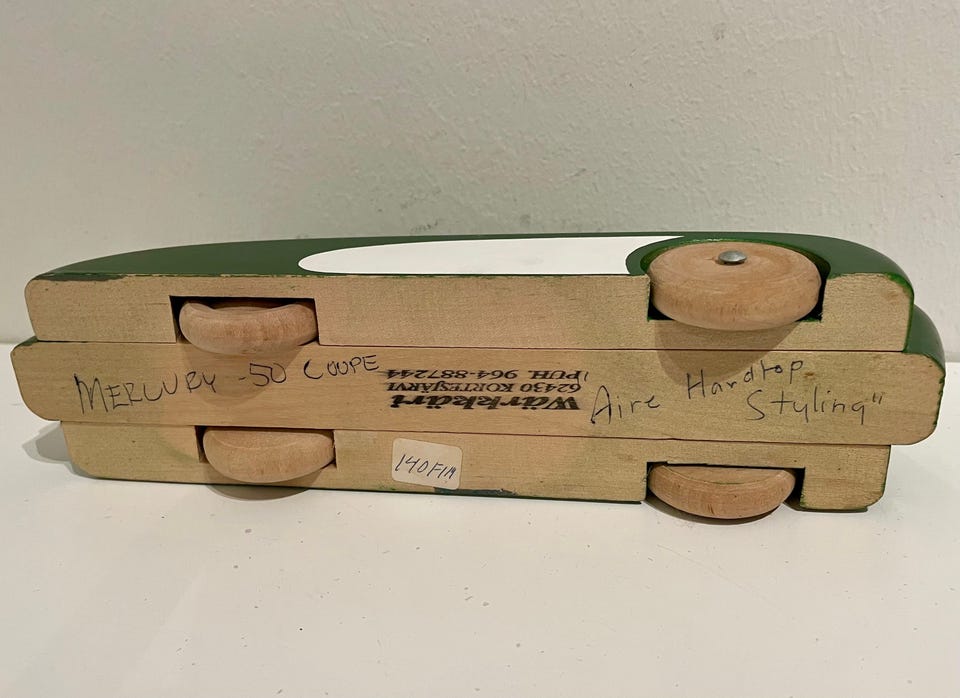 MERCURY -50 COUPE
Wärkkäri
62430 KORTESJÄRVI
PUH. 964-887244
"Aire Hardtop
Styling"
140FIM